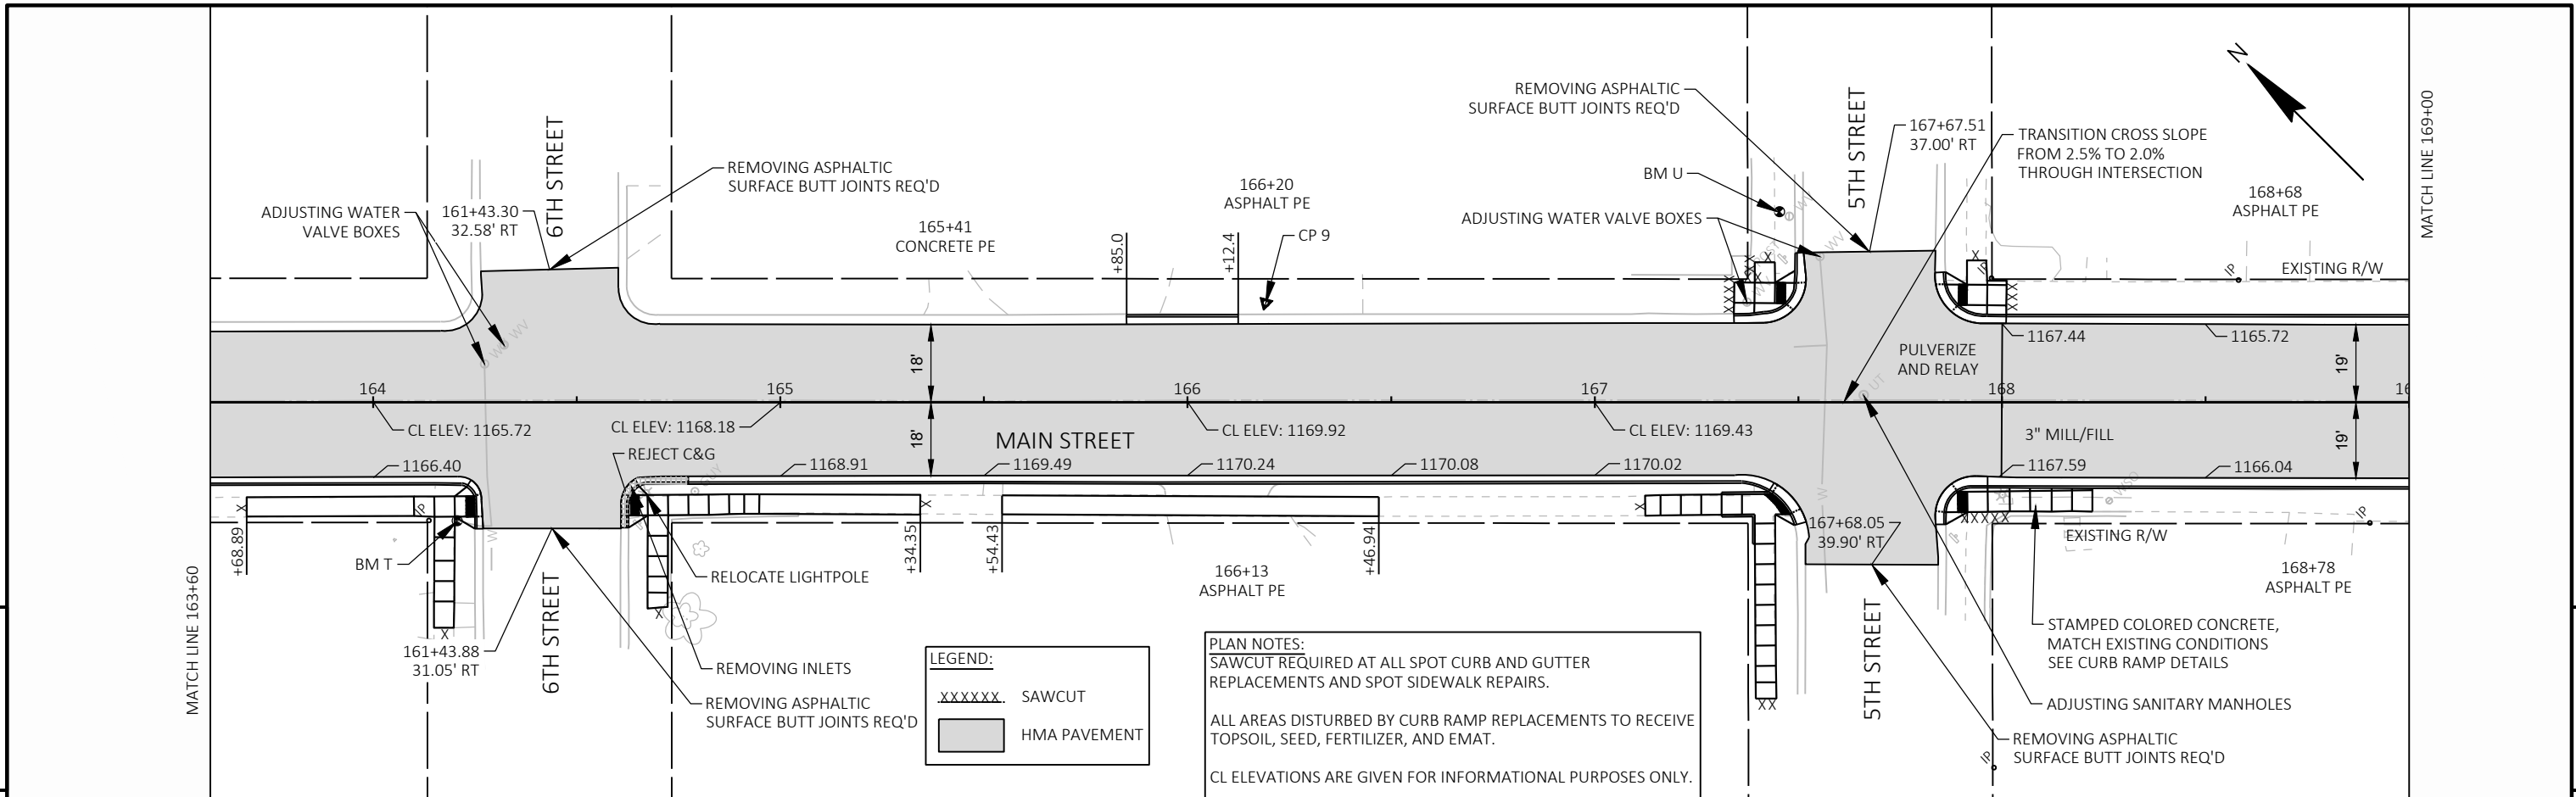 MATCH LINE 163+60
MATCH LINE 169+00
N
6TH STREET
5TH STREET
REMOVING ASPHALTIC
SURFACE BUTT JOINTS REQ'D
ADJUSTING WATER
VALVE BOXES
161+43.30
32.58' RT
165+41
CONCRETE PE
166+20
ASPHALT PE
+85.0
+12.4
CP 9
REMOVING ASPHALTIC
SURFACE BUTT JOINTS REQ'D
BM U
ADJUSTING WATER VALVE BOXES
167+67.51
37.00' RT
TRANSITION CROSS SLOPE
FROM 2.5% TO 2.0%
THROUGH INTERSECTION
168+68
ASPHALT PE
IP
IP
EXISTING R/W
WV
WV
WV
WV
1167.44
1165.72
PULVERIZE
AND RELAY
18'
19'
164
165
166
167
168
UT
CL ELEV: 1165.72
CL ELEV: 1168.18
CL ELEV: 1169.92
CL ELEV: 1169.43
MAIN STREET
18'
19'
3" MILL/FILL
REJECT C&G
1166.40
1168.91
1169.49
1170.24
1170.08
1170.02
1167.59
1166.04
GUY
WSO
IP
IP
W
W
+68.89
+34.35
+54.43
+46.94
BM T
167+68.05
39.90' RT
EXISTING R/W
RELOCATE LIGHTPOLE
166+13
ASPHALT PE
168+78
ASPHALT PE
6TH STREET
5TH STREET
161+43.88
31.05' RT
REMOVING INLETS
REMOVING ASPHALTIC
SURFACE BUTT JOINTS REQ'D
STAMPED COLORED CONCRETE,
MATCH EXISTING CONDITIONS
SEE CURB RAMP DETAILS
ADJUSTING SANITARY MANHOLES
REMOVING ASPHALTIC
SURFACE BUTT JOINTS REQ'D
IP
LEGEND:
XXXXXX SAWCUT
HMA PAVEMENT
PLAN NOTES:
SAWCUT REQUIRED AT ALL SPOT CURB AND GUTTER
REPLACEMENTS AND SPOT SIDEWALK REPAIRS.
ALL AREAS DISTURBED BY CURB RAMP REPLACEMENTS TO RECEIVE
TOPSOIL, SEED, FERTILIZER, AND EMAT.
CL ELEVATIONS ARE GIVEN FOR INFORMATIONAL PURPOSES ONLY.